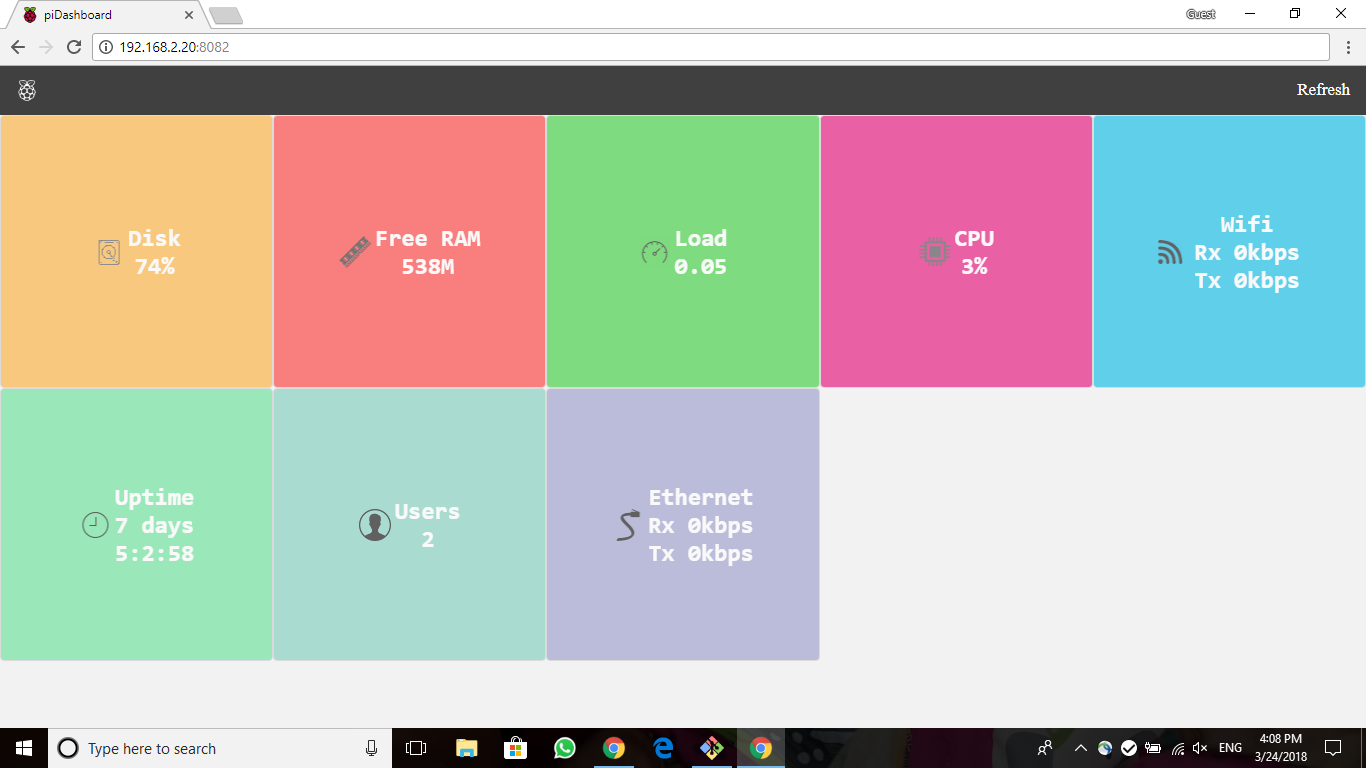 piDashboard
Guest
192.168.2.20:8082
Refresh
Disk
74%
Free RAM
538M
Load
0.05
CPU
3%
Wifi
Rx 0kbps
Tx 0kbps
Uptime
7 days
5:2:58
Users
2
Ethernet
Rx 0kbps
Tx 0kbps
Type here to search
ENG
4:08 PM
3/24/2018